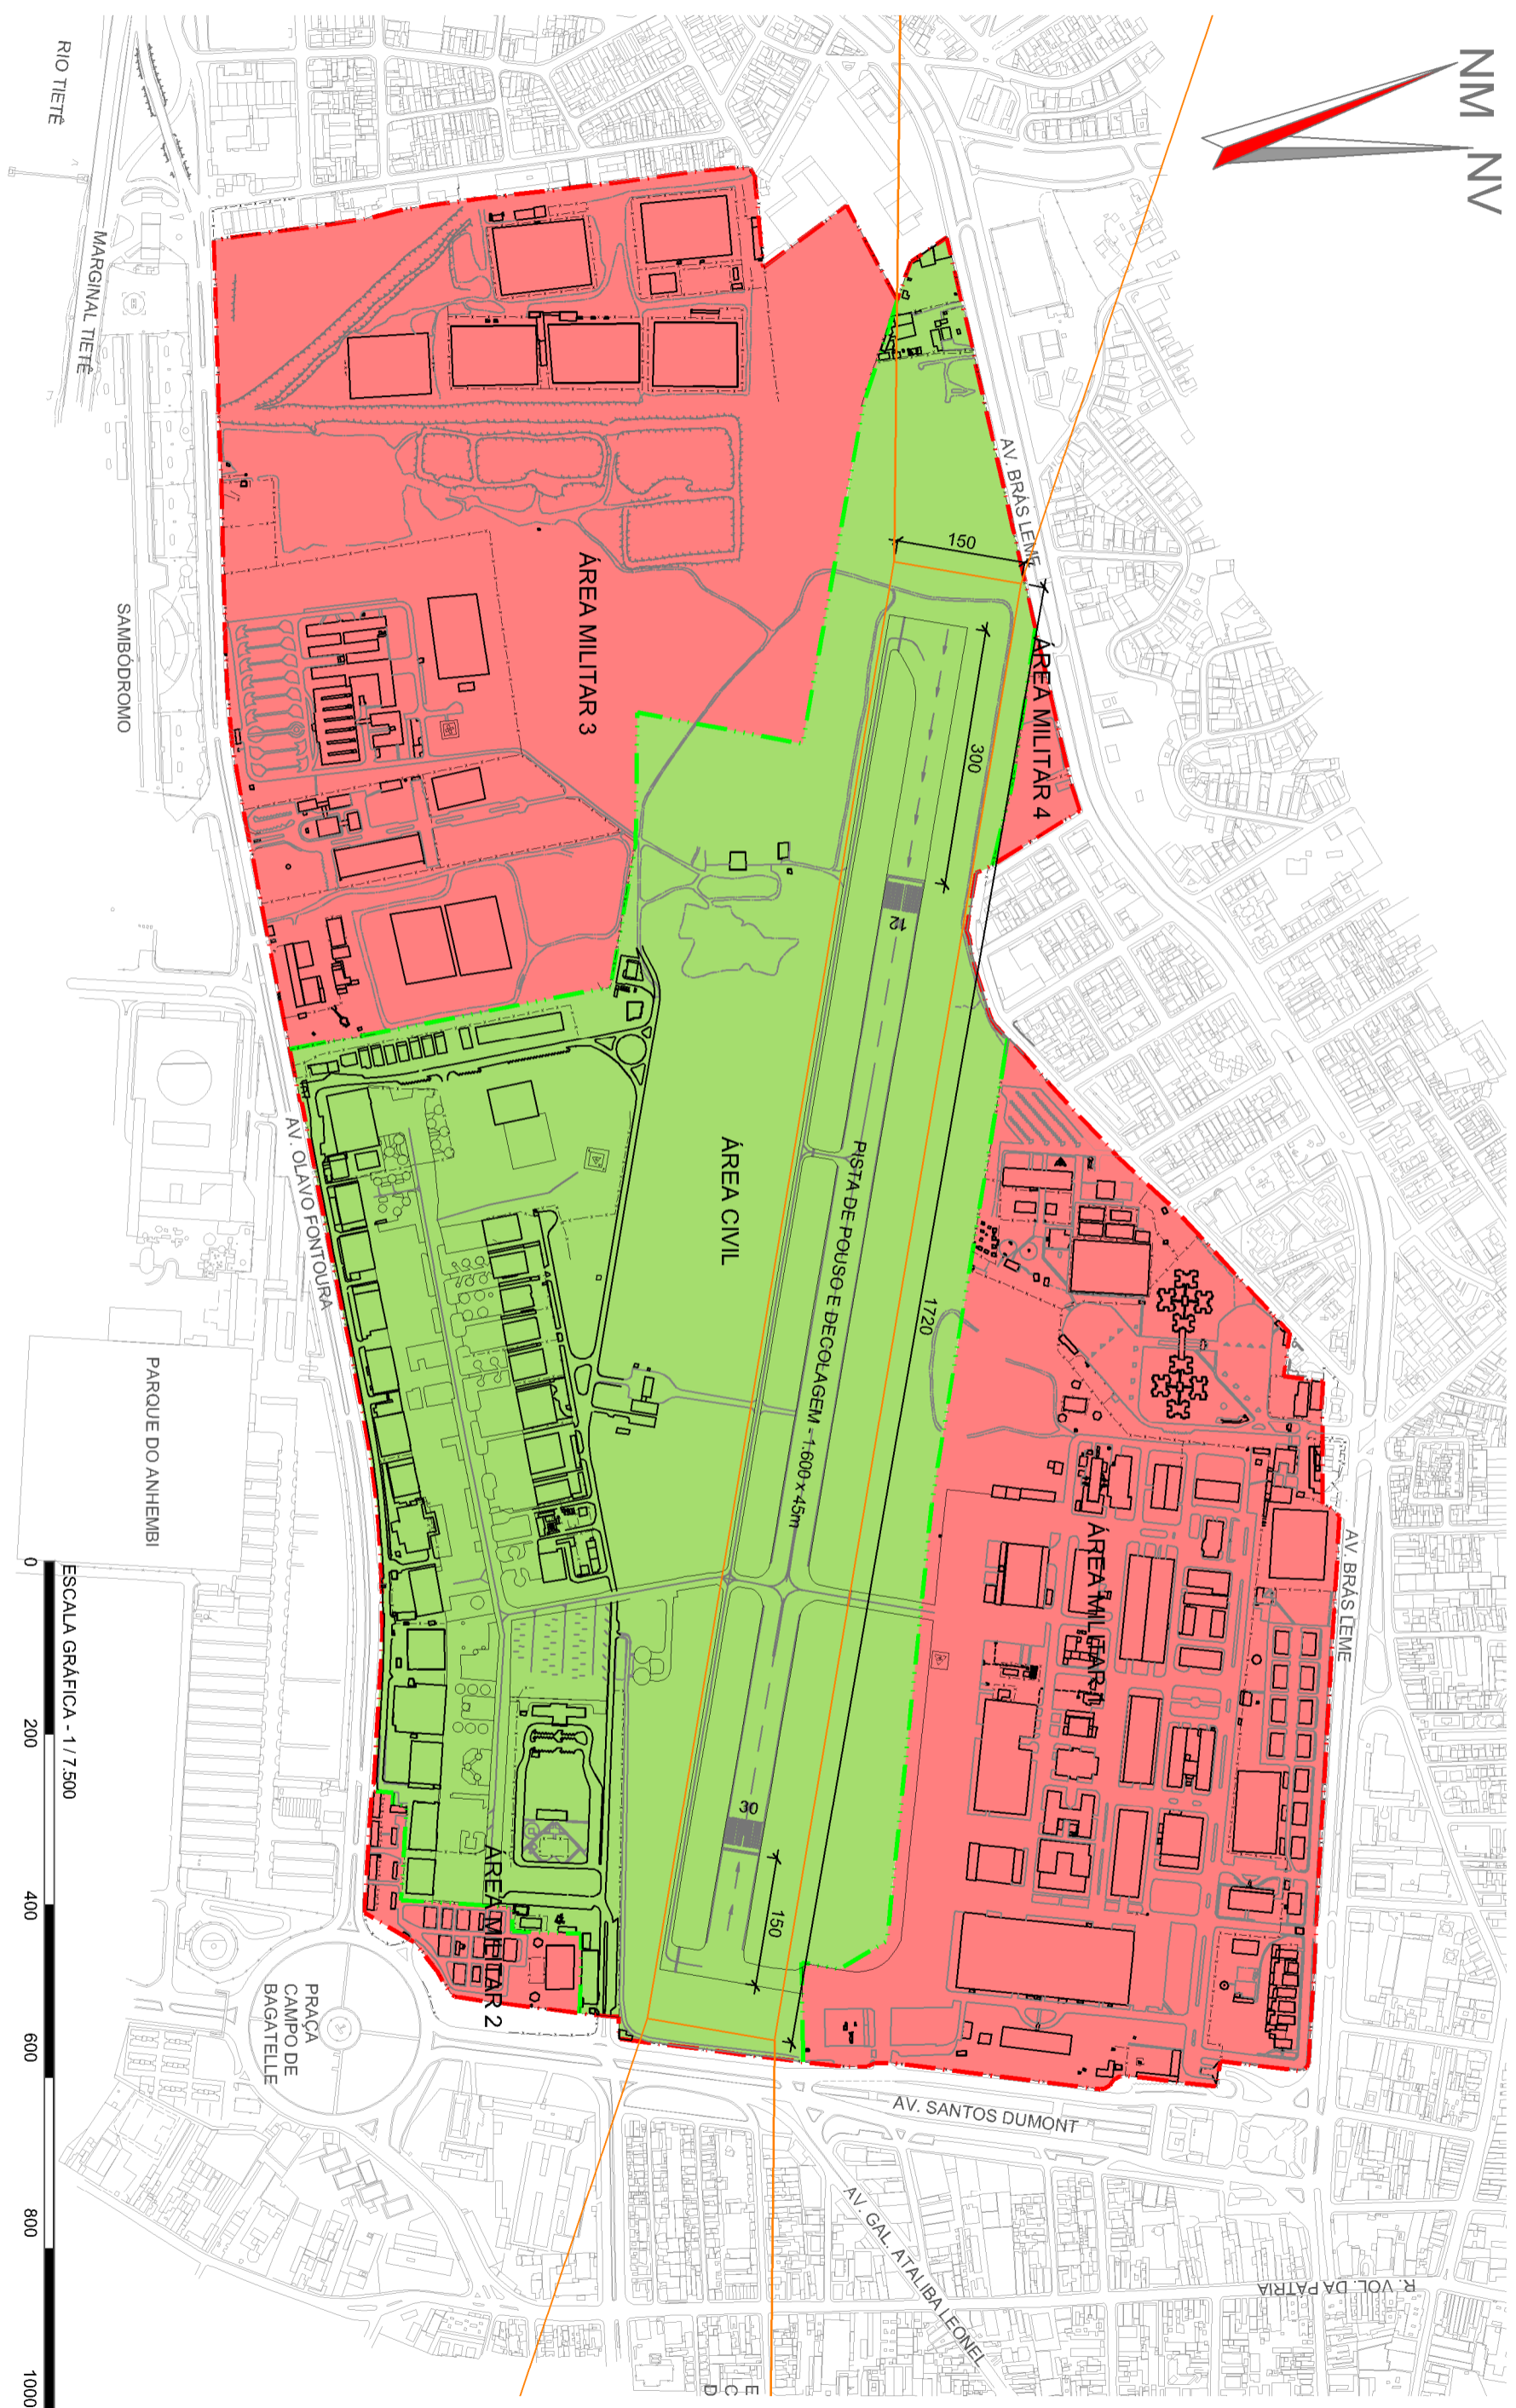 NM
NV
RIO TIETÊ
MARGINAL TIETÊ
SAMBÓDROMO
AV. BRÁS LEME
150
ÁREA MILITAR 3
ÁREA MILITAR 4
300
12
ÁREA CIVIL
PISTA DE POUSO E DECOLAGEM - 1.600 x 45m
1720
AV. OLAVO FONTOURA
PARQUE DO ANHEMBI
ÁREA MILITAR 1
AV. BRÁS LEME
30
150
ÁREA MILITAR 2
PRAÇA
CAMPO DE
BAGATELLE
AV. SANTOS DUMONT
AV. GAL. ATALIBA LEONEL
R. VOL. DA PATRIA
E
C
D
ESCALA GRÁFICA - 1 / 7.500
0
200
400
600
800
1000